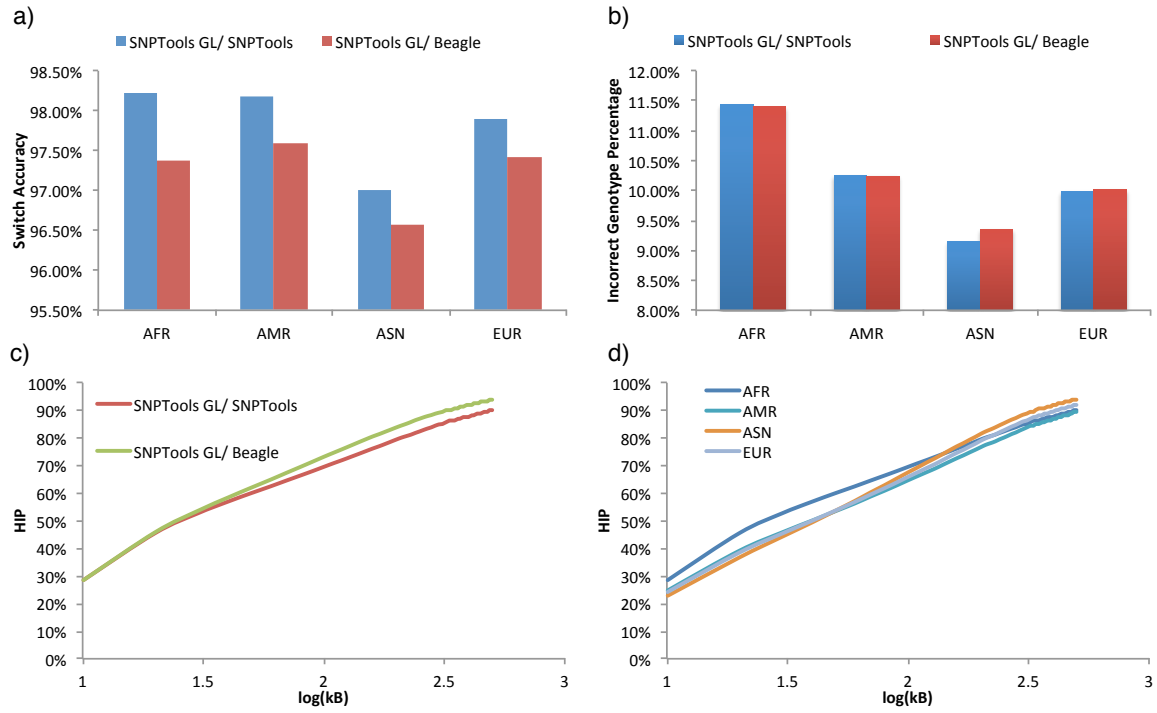 a)
SNPTools GL/ SNPTools
SNPTools GL/ Beagle
Switch Accuracy
98.50%
98.00%
97.50%
97.00%
96.50%
96.00%
95.50%
AFR
AMR
ASN
EUR
b)
SNPTools GL/ SNPTools
SNPTools GL/ Beagle
Incorrect Genotype Percentage
12.00%
11.50%
11.00%
10.50%
10.00%
9.50%
9.00%
8.50%
8.00%
AFR
AMR
ASN
EUR
c)
HIP
100%
90%
80%
70%
60%
50%
40%
30%
20%
10%
0%
SNPTools GL/ SNPTools
SNPTools GL/ Beagle
1
1.5
2
2.5
3
log(kB)
d)
HIP
100%
90%
80%
70%
60%
50%
40%
30%
20%
10%
0%
AFR
AMR
ASN
EUR
1
1.5
2
2.5
3
log(kB)